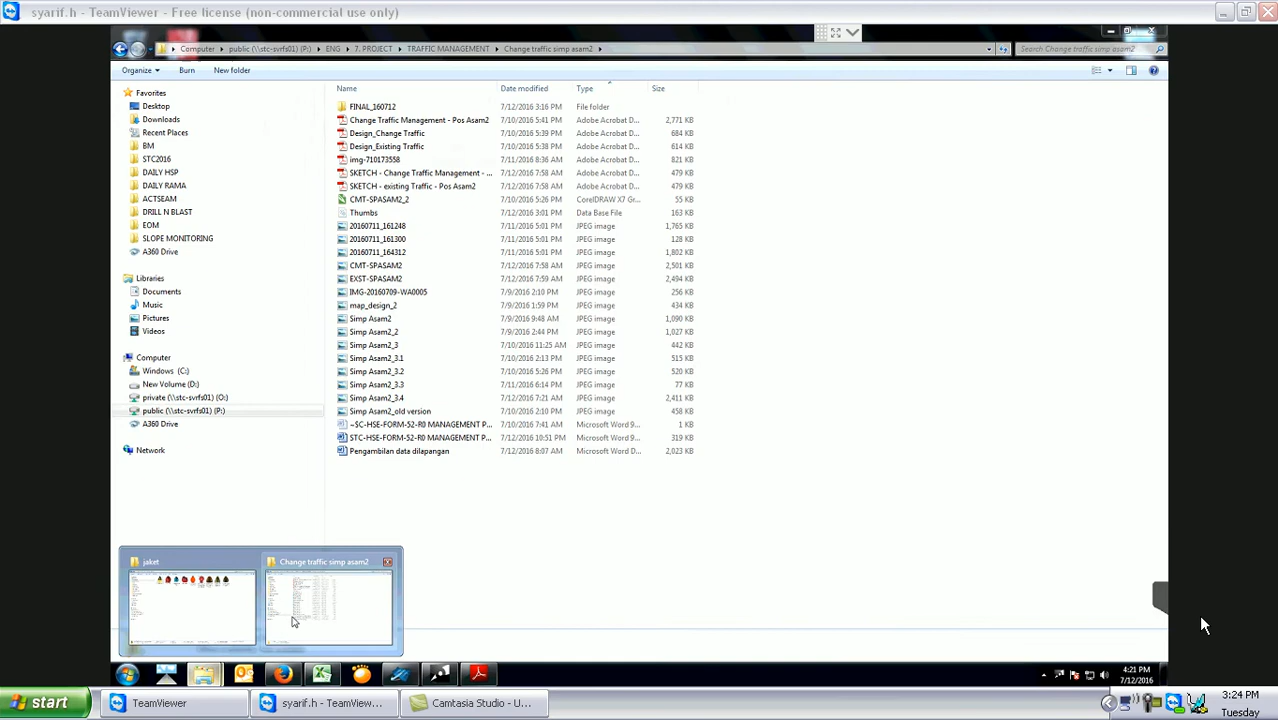 syarif.h - TeamViewer - Free license (non-commercial use only)
Computer public (\\stc-svrfs01) (P:) ENG 7. PROJECT TRAFFIC MANAGEMENT Change traffic simp asam2 Search Change traffic simp asam2
Organize Burn New folder
Name Date modified Type Size
Favorites
Desktop
Downloads
Recent Places
BM
STC2016
DAILY HSP
DAILY RAMA
ACTSEAM
DRILL N BLAST
EOM
SLOPE MONITORING
A360 Drive
Libraries
Documents
Music
Pictures
Videos
Computer
Windows (C:)
New Volume (D:)
private (\\stc-svrfs01) (O:)
public (\\stc-svrfs01) (P:)
A360 Drive
Network
FINAL_160712 7/12/2016 3:16 PM File folder
Change Traffic Management - Pos Asam2 7/10/2016 5:41 PM Adobe Acrobat D... 2,771 KB
Design_Change Traffic 7/10/2016 5:39 PM Adobe Acrobat D... 684 KB
Design_Existing Traffic 7/10/2016 5:38 PM Adobe Acrobat D... 614 KB
img-710173558 7/11/2016 8:36 AM Adobe Acrobat D... 821 KB
SKETCH - Change Traffic Management - ... 7/12/2016 7:58 AM Adobe Acrobat D... 479 KB
SKETCH - existing Traffic - Pos Asam2 7/12/2016 7:58 AM Adobe Acrobat D... 479 KB
CMT-SPASAM2_2 7/10/2016 5:26 PM CorelDRAW X7 Gr... 55 KB
Thumbs 7/12/2016 3:01 PM Data Base File 163 KB
20160711_161248 7/11/2016 5:01 PM JPEG image 1,765 KB
20160711_161300 7/11/2016 5:01 PM JPEG image 128 KB
20160711_164312 7/11/2016 5:01 PM JPEG image 1,802 KB
CMT-SPASAM2 7/12/2016 7:58 AM JPEG image 2,501 KB
EXST-SPASAM2 7/12/2016 7:59 AM JPEG image 2,494 KB
IMG-20160709-WA0005 7/9/2016 2:10 PM JPEG image 256 KB
map_design_2 7/9/2016 1:59 PM JPEG image 434 KB
Simp Asam2 7/9/2016 9:48 AM JPEG image 1,090 KB
Simp Asam2_2 7/9/2016 2:44 PM JPEG image 1,027 KB
Simp Asam2_3 7/10/2016 11:25 AM JPEG image 442 KB
Simp Asam2_3.1 7/10/2016 2:13 PM JPEG image 515 KB
Simp Asam2_3.2 7/10/2016 5:26 PM JPEG image 520 KB
Simp Asam2_3.3 7/11/2016 6:14 PM JPEG image 77 KB
Simp Asam2_3.4 7/12/2016 7:21 AM JPEG image 2,411 KB
Simp Asam2_old version 7/10/2016 2:10 PM JPEG image 458 KB
~SC-HSE-FORM-52-R0 MANAGEMENT P... 7/10/2016 7:41 AM Microsoft Word 9... 1 KB
STC-HSE-FORM-52-R0 MANAGEMENT P... 7/12/2016 10:51 PM Microsoft Word 9... 319 KB
Pengambilan data dilapangan 7/12/2016 8:07 AM Microsoft Word D... 2,023 KB
jaket Change traffic simp asam2
4:21 PM
7/12/2016
start TeamViewer syarif.h - TeamView... Camtasia Studio - U...
3:24 PM
Tuesday